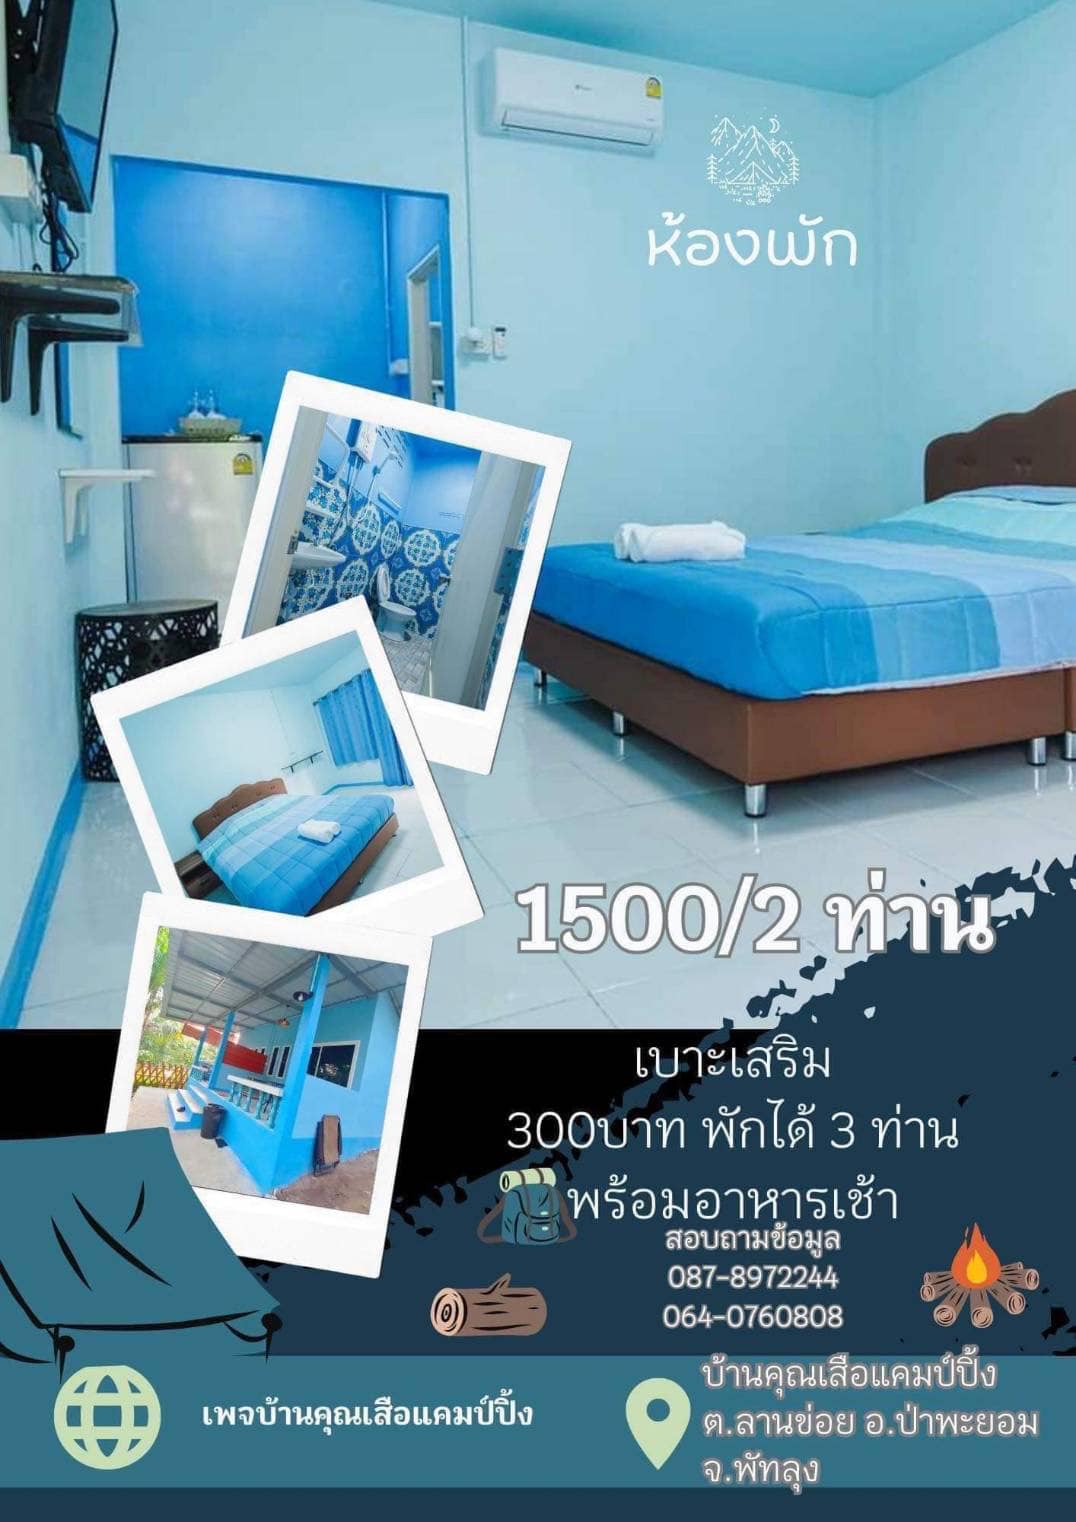 ห้องพัก
1500/2 ท่าน
เบาะเสริม
300บาท พักได้ 3 ท่าน
พร้อมอาหารเช้า
สอบถามข้อมูล
087-8972244
064-0760808
เพจบ้านคุณเสือแคมป์ปิ้ง
บ้านคุณเสือแคมป์ปิ้ง
ต.ลานข่อย อ.ป่าพะยอม
จ.พัทลุง